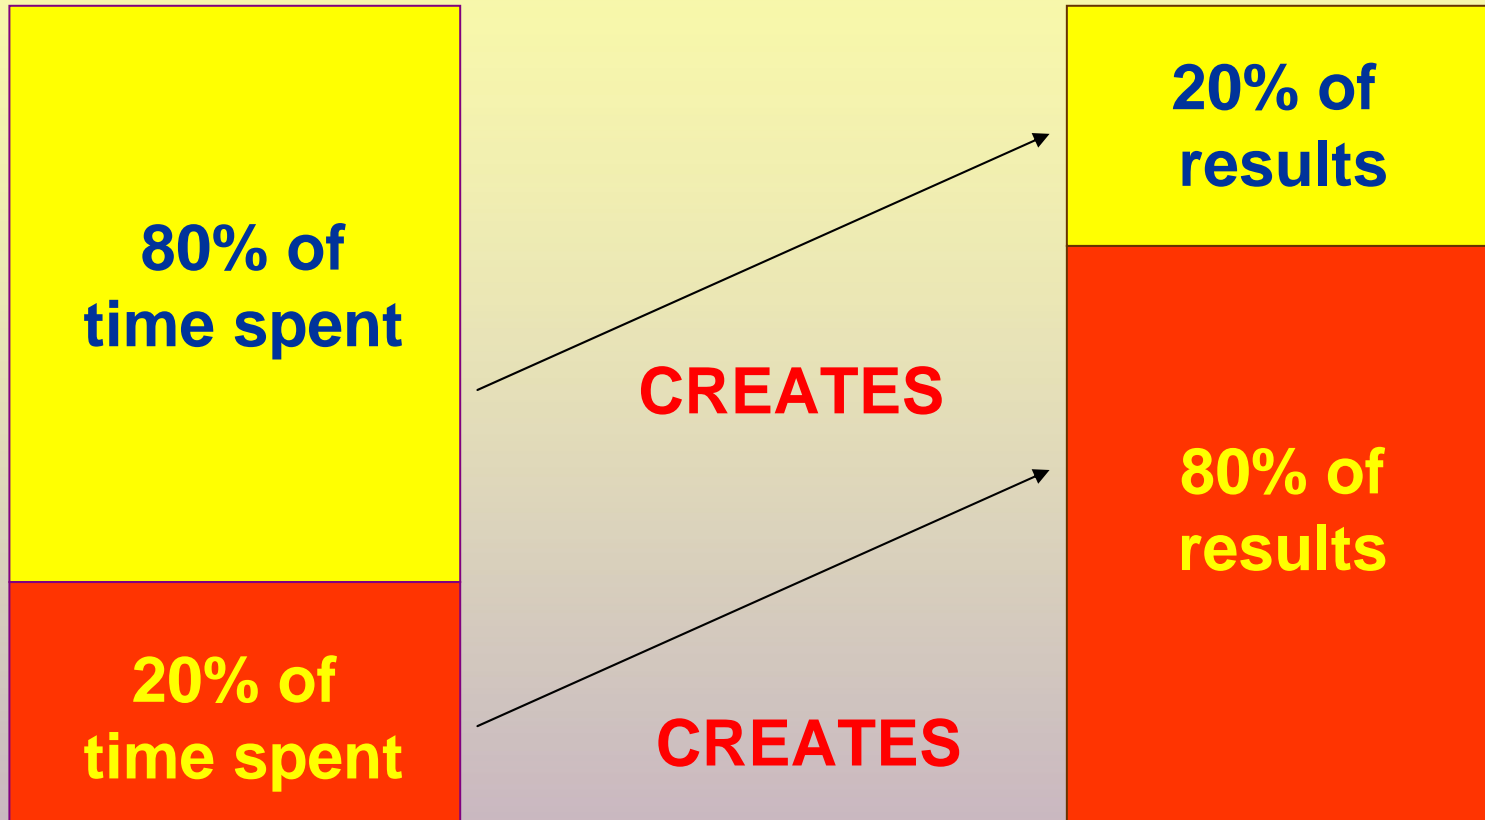 80% of
time spent
20% of
time spent
CREATES
CREATES
20% of
results
80% of
results